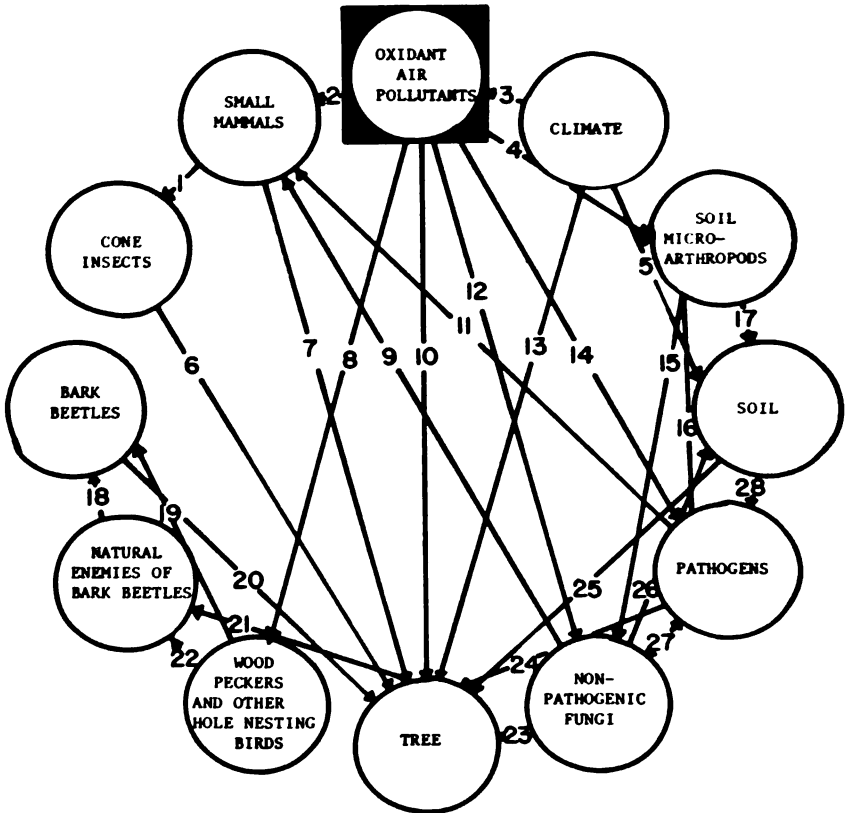 OXIDANT
AIR
POLLUTANTS
SMALL
MAMMALS
CLIMATE
CONE
INSECTS
SOIL
MICRO-
ARTHROPODS
BARK
BEETLES
SOIL
NATURAL
ENEMIES OF
BARK BEETLES
PATHOGENS
WOOD
PECKERS
AND OTHER
HOLE NESTING
BIRDS
TREE
NON-
PATHOGENIC
FUNGI
1
2
3
4
5
6
7
8
9
10
11
12
13
14
15
16
17
18
19
20
21
22
23
24
25
26
27
28